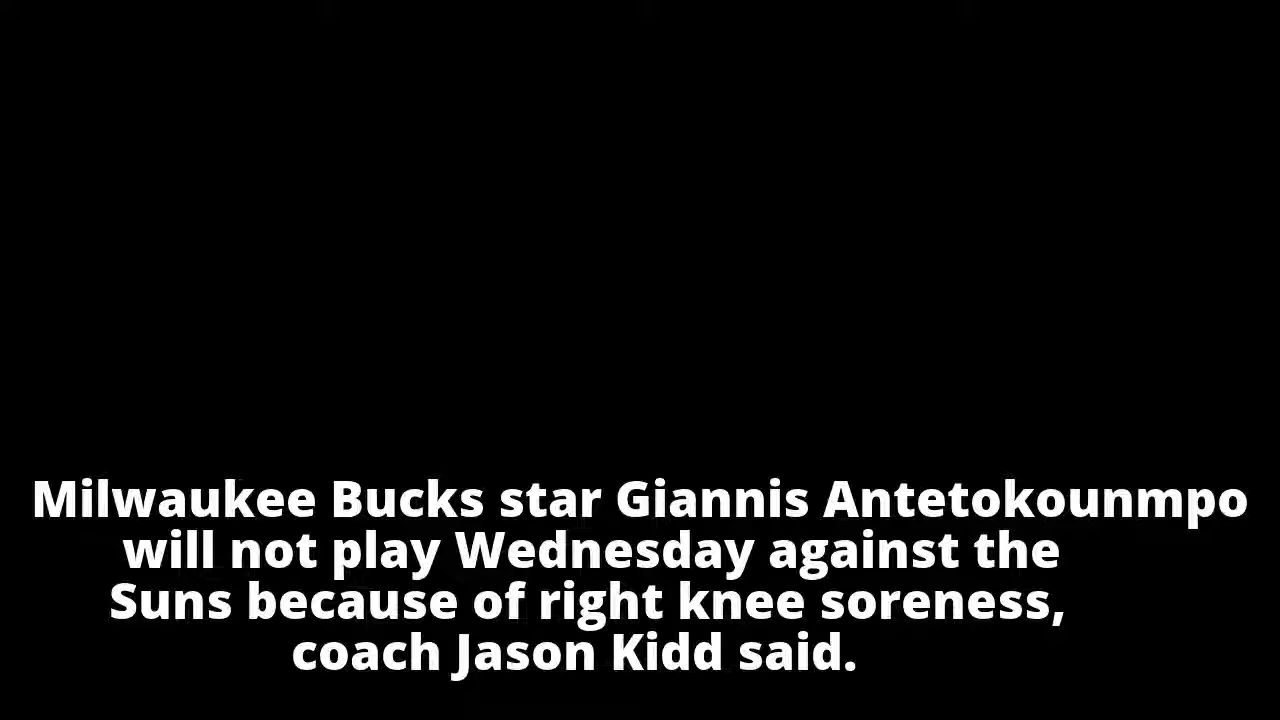 Milwaukee Bucks star Giannis Antetokounmpo
will not play Wednesday against the
Suns because of right knee soreness,
coach Jason Kidd said.